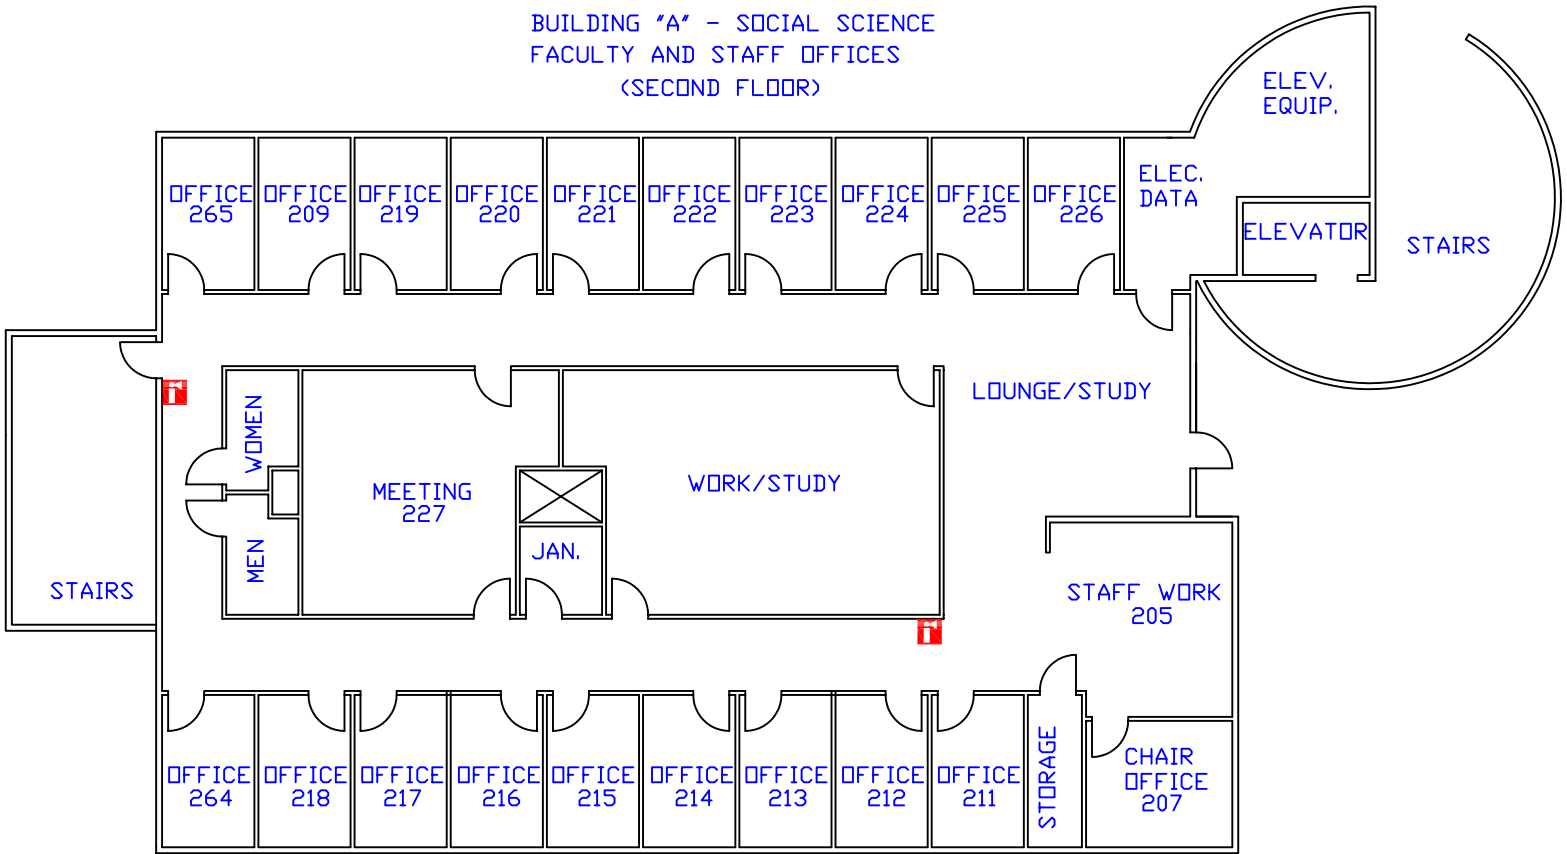 BUILDING "A" - SOCIAL SCIENCE
FACULTY AND STAFF OFFICES
(SECOND FLOOR)
ELEV.
EQUIP.
OFFICE
265
OFFICE
209
OFFICE
219
OFFICE
220
OFFICE
221
OFFICE
222
OFFICE
223
OFFICE
224
OFFICE
225
OFFICE
226
ELEC.
DATA
ELEVATOR
STAIRS
LOUNGE/STUDY
WOMEN
MEETING
227
WORK/STUDY
JAN.
MEN
STAIRS
STAFF WORK
205
OFFICE
264
OFFICE
218
OFFICE
217
OFFICE
216
OFFICE
215
OFFICE
214
OFFICE
213
OFFICE
212
OFFICE
211
STORAGE
CHAIR
OFFICE
207